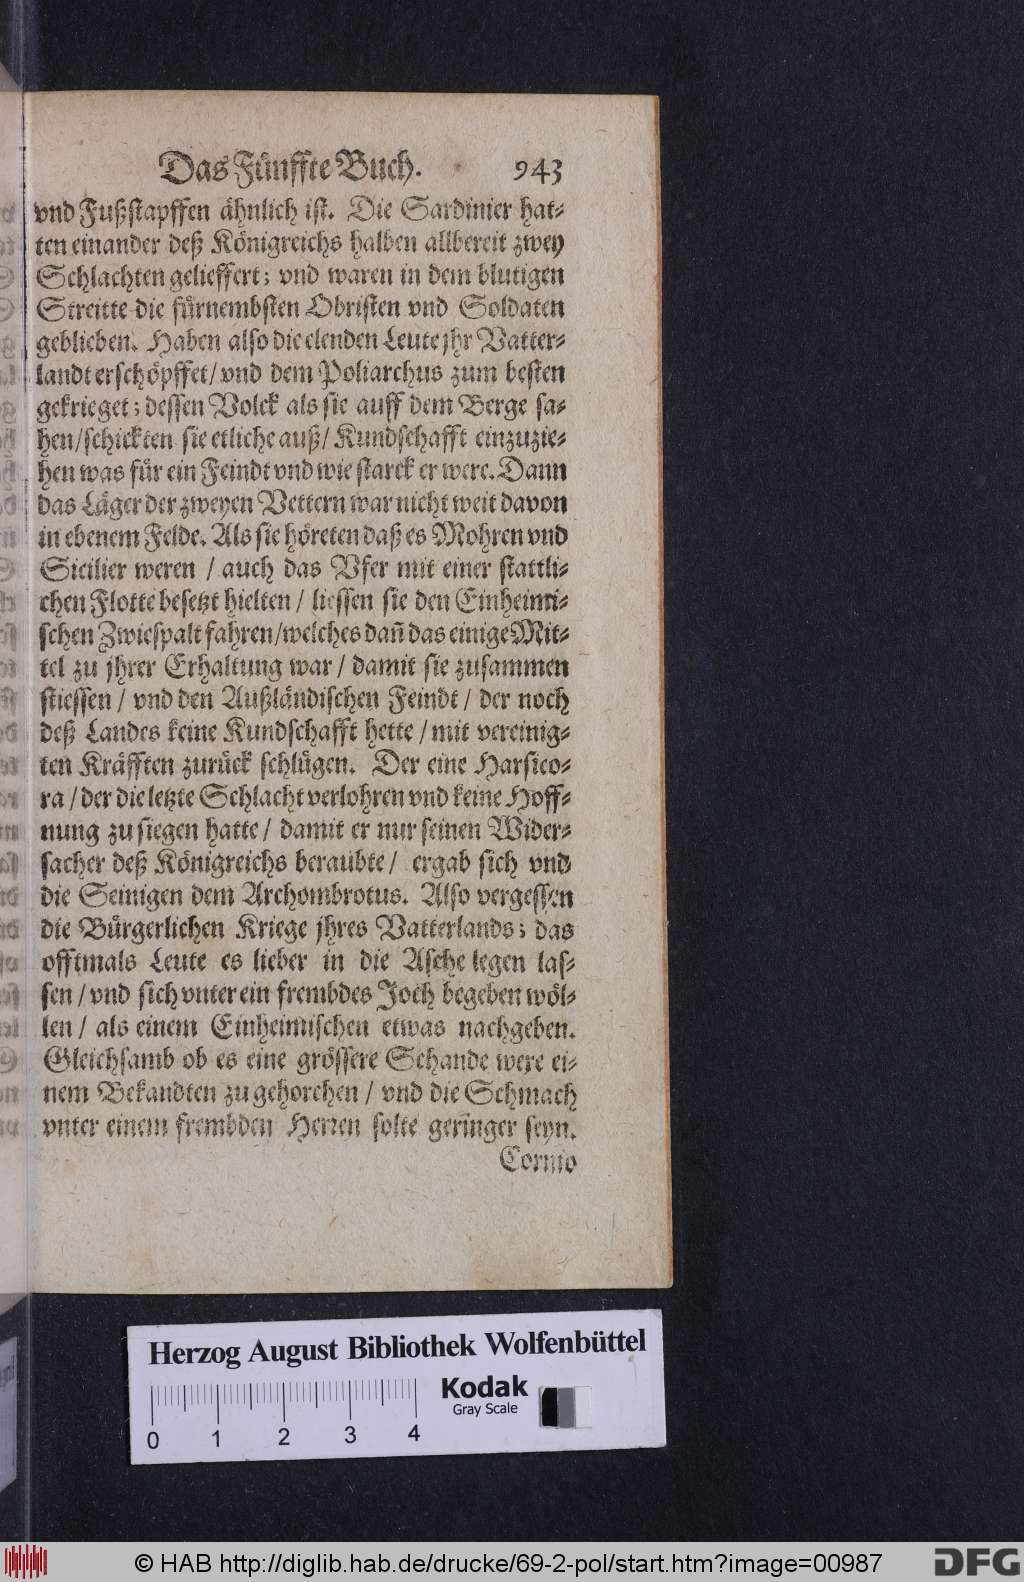 Das Fünffte Buch. 943
vnd Fußstapffen ähnlich ist. Die Sardinier hat-
ten einander deß Königreichs halben allbereit zwey
Schlachten gelieffert; vnd waren in dem blutigen
Streitte die fürnembsten Obristen vnd Soldaten
geblieben. Haben also die elenden Leute jhr Vatter-
landt erschöpffet/ vnd dem Poliarchus zum besten
gekrieget; dessen Volck als sie auff dem Berge sa-
hen/ schickten sie etliche auß/ Kundschafft einzuzie-
hen was für ein Feindt vnd wie starck er were. Dann
das Läger der zweyen Vettern war nicht weit davon
in ebenem Felde. Als sie höreten daß es Mohren vnd
Sicilier weren / auch das Vfer mit einer stattli-
chen Flotte besetzt hielten / liessen sie den Einheimi-
schen Zwiespalt fahren/ welches dañ das einige Mit-
tel zu jhrer Erhaltung war / damit sie zusammen
stiessen / vnd den Außländischen Feindt / der noch
deß Landes keine Kundschafft hette / mit vereinig-
ten Kräfften zurück schlügen. Der eine Harsico-
ra / der die letzte Schlacht verlohren vnd keine Hoff-
nung zu siegen hatte / damit er nur seinen Wider-
sacher deß Königreichs beraubte / ergab sich vnd
die Seinigen dem Archombrotus. Also vergessen
die Bürgerlichen Kriege jhres Vatterlands; das
offtmals Leute es lieber in die Asche legen las-
sen / vnd sich vnter ein frembdes Joch begeben wöl-
len / als einem Einheimischen etwas nachgeben.
Gleichsamb ob es eine grössere Schande were ei-
nem Bekandten zu gehorchen / vnd die Schmach
vnter einem frembden Herren solte geringer seyn.
Cornio
Herzog August Bibliothek Wolfenbüttel
Kodak
Gray Scale
0 1 2 3 4
© HAB http://diglib.hab.de/drucke/69-2-pol/start.htm?image=00987
DFG